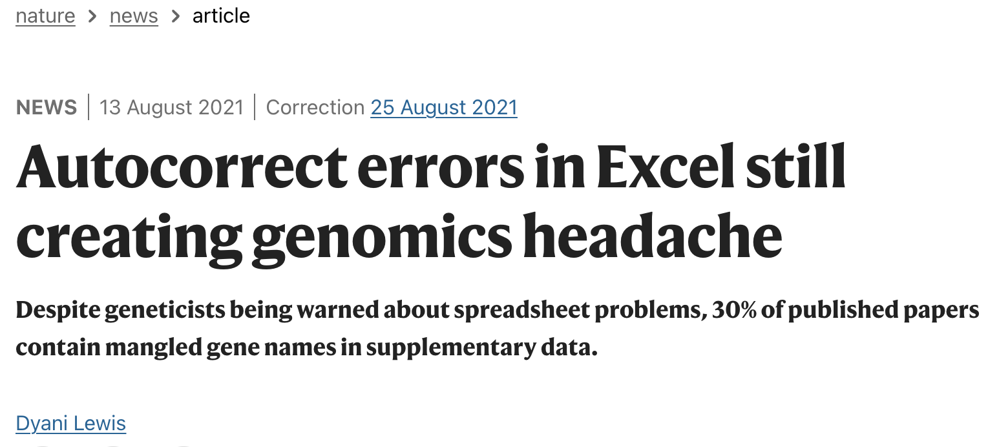 nature > news > article
NEWS | 13 August 2021 | Correction 25 August 2021
Autocorrect errors in Excel still
creating genomics headache
Despite geneticists being warned about spreadsheet problems, 30% of published papers
contain mangled gene names in supplementary data.
Dyani Lewis